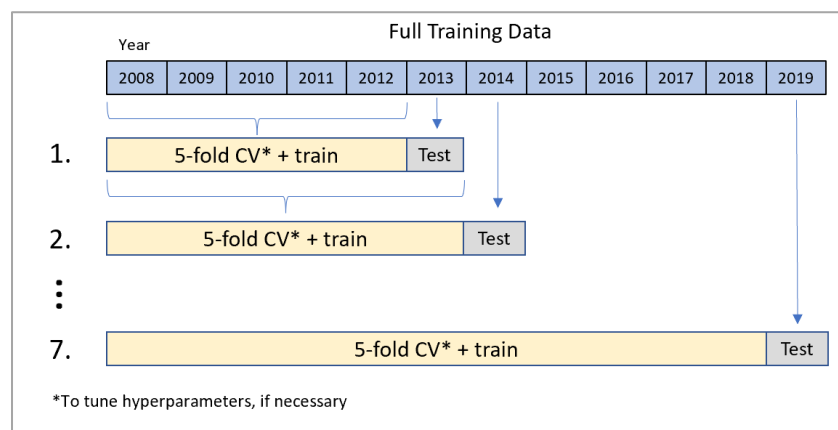 Full Training Data
Year
2008 2009 2010 2011 2012 2013 2014 2015 2016 2017 2018 2019
1. 5-fold CV* + train Test
2. 5-fold CV* + train Test
⋮
7. 5-fold CV* + train Test
*To tune hyperparameters, if necessary